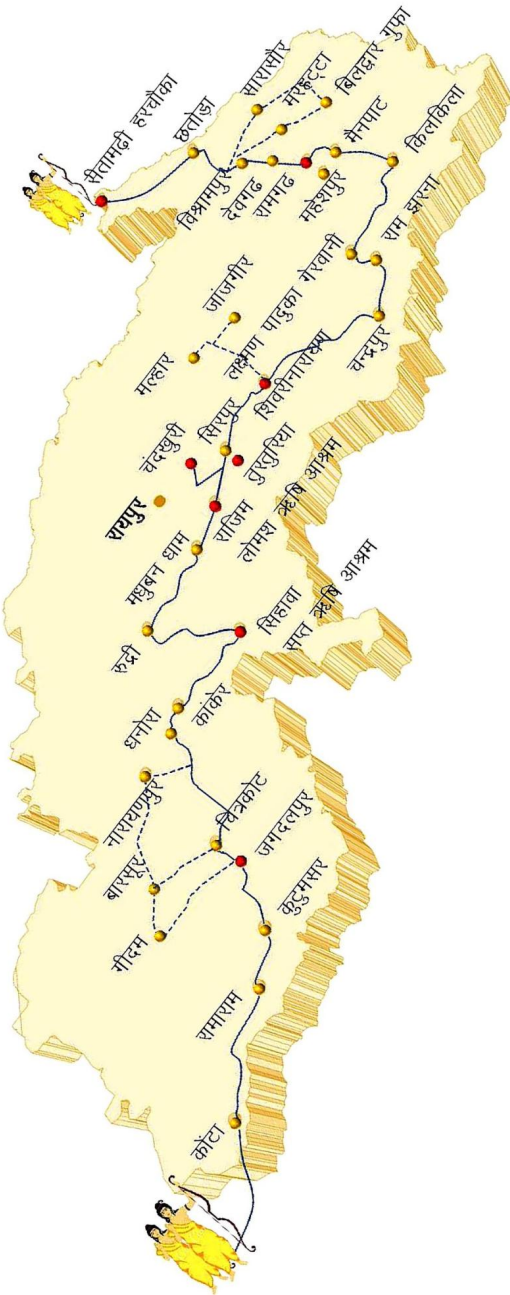 सीतामढ़ी हरचौका
छतोड़ा
सारासौर
मरहट्टा
बिलद्वार गुफा
विश्रामपुर
देवगढ
रामगढ
महेशपुर
मैनपाट
किलकिला
राम झरना
गेरवानी
चन्द्रपुर
जांजगीर
मल्हार
लक्ष्मण पादुका
शिवरीनारायण
सिरपुर
चंदखुरी
तुरतुरिया
रायपुर
राजिम
लोमश ऋषि आश्रम
मधुबन धाम
रुद्री
सिहावा
सप्त ऋषि आश्रम
कांकेर
धनोरा
नारायणपुर
चित्रकोट
बारसूर
जगदलपुर
गीदम
कुटुमसर
रामाराम
कोंटा